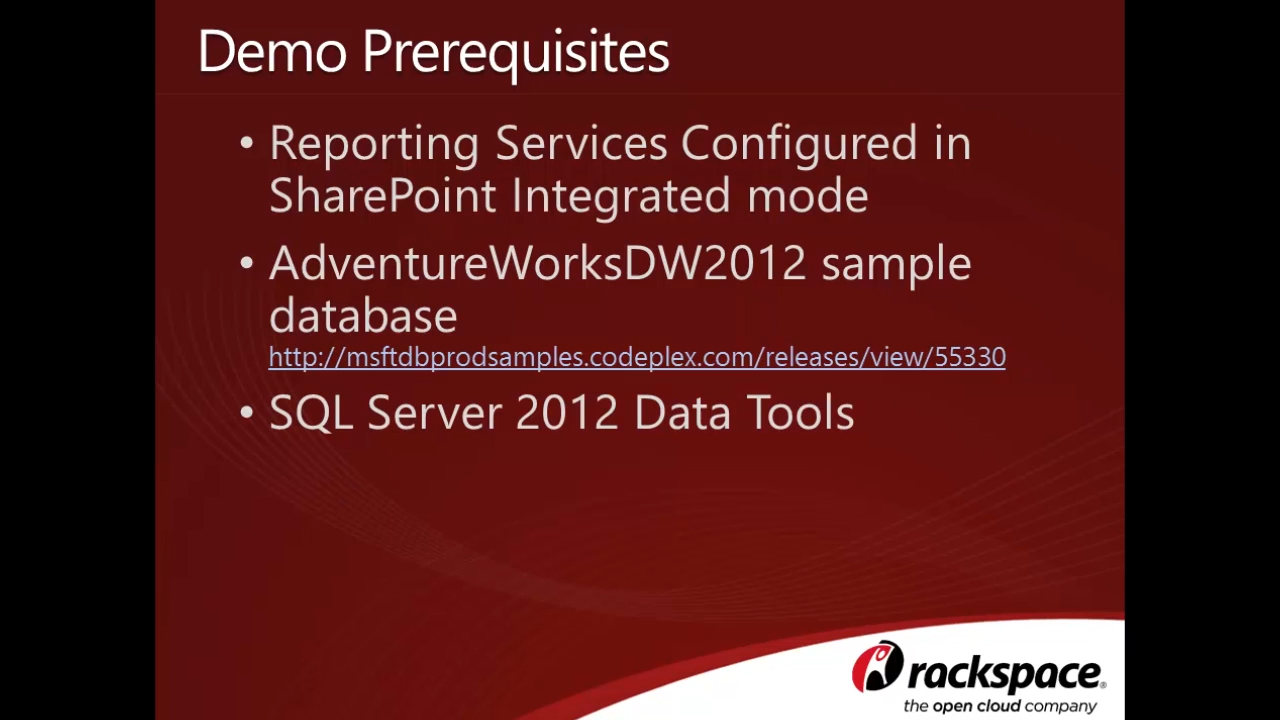 Demo Prerequisites
• Reporting Services Configured in
SharePoint Integrated mode
• AdventureWorksDW2012 sample
database
http://msftdbprodsamples.codeplex.com/releases/view/55330
• SQL Server 2012 Data Tools
rackspace®
the open cloud company